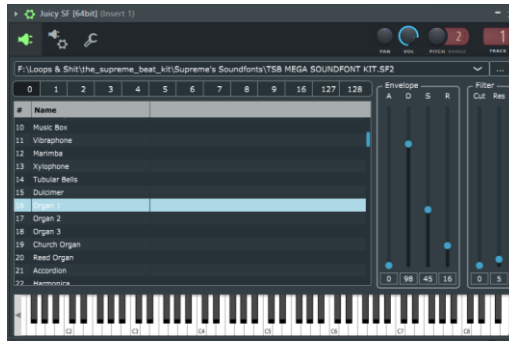 Juicy SF [64bit] (Insert 1)
PAN VOL PITCH RANGE 2 1 TRACK
F:\Loops & Shit\the_supreme_beat_kit\Supreme's Soundfonts\TSB MEGA SOUNDFONT KIT.SF2 ...
0 1 2 3 4 5 6 7 8 9 16 127 128
# Name
10 Music Box
11 Vibraphone
12 Marimba
13 Xylophone
14 Tubular Bells
15 Dulcimer
16 Organ 1
17 Organ 2
18 Organ 3
19 Church Organ
20 Reed Organ
21 Accordion
22 Harmonica
Envelope
A D S R
0 98 45 16
Filter
Cut Res
0 5
C2 C3 C4 C5 C6 C7 C8